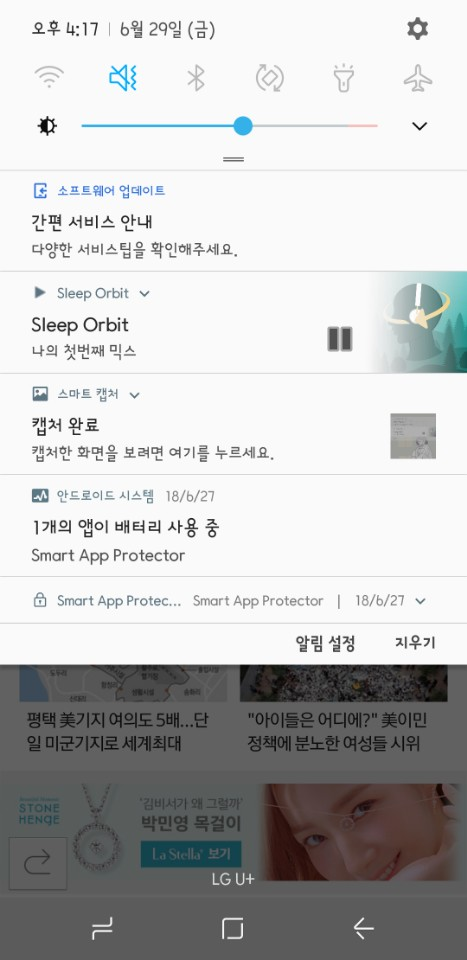 오후 4:17 | 6월 29일 (금)
소프트웨어 업데이트
간편 서비스 안내
다양한 서비스팁을 확인해주세요.
Sleep Orbit
Sleep Orbit
나의 첫번째 믹스
스마트 캡처
캡처 완료
캡처한 화면을 보려면 여기를 누르세요.
안드로이드 시스템 18/6/27
1개의 앱이 배터리 사용 중
Smart App Protector
Smart App Protec... Smart App Protector | 18/6/27
알림 설정 지우기
평택 美기지 여의도 5배...단
일 미군기지로 세계최대
"아이들은 어디에?" 美이민
정책에 분노한 여성들 시위
STONE
HENGE
'김비서가 왜 그럴까'
박민영 목걸이
La Stella' 보기
LG U+